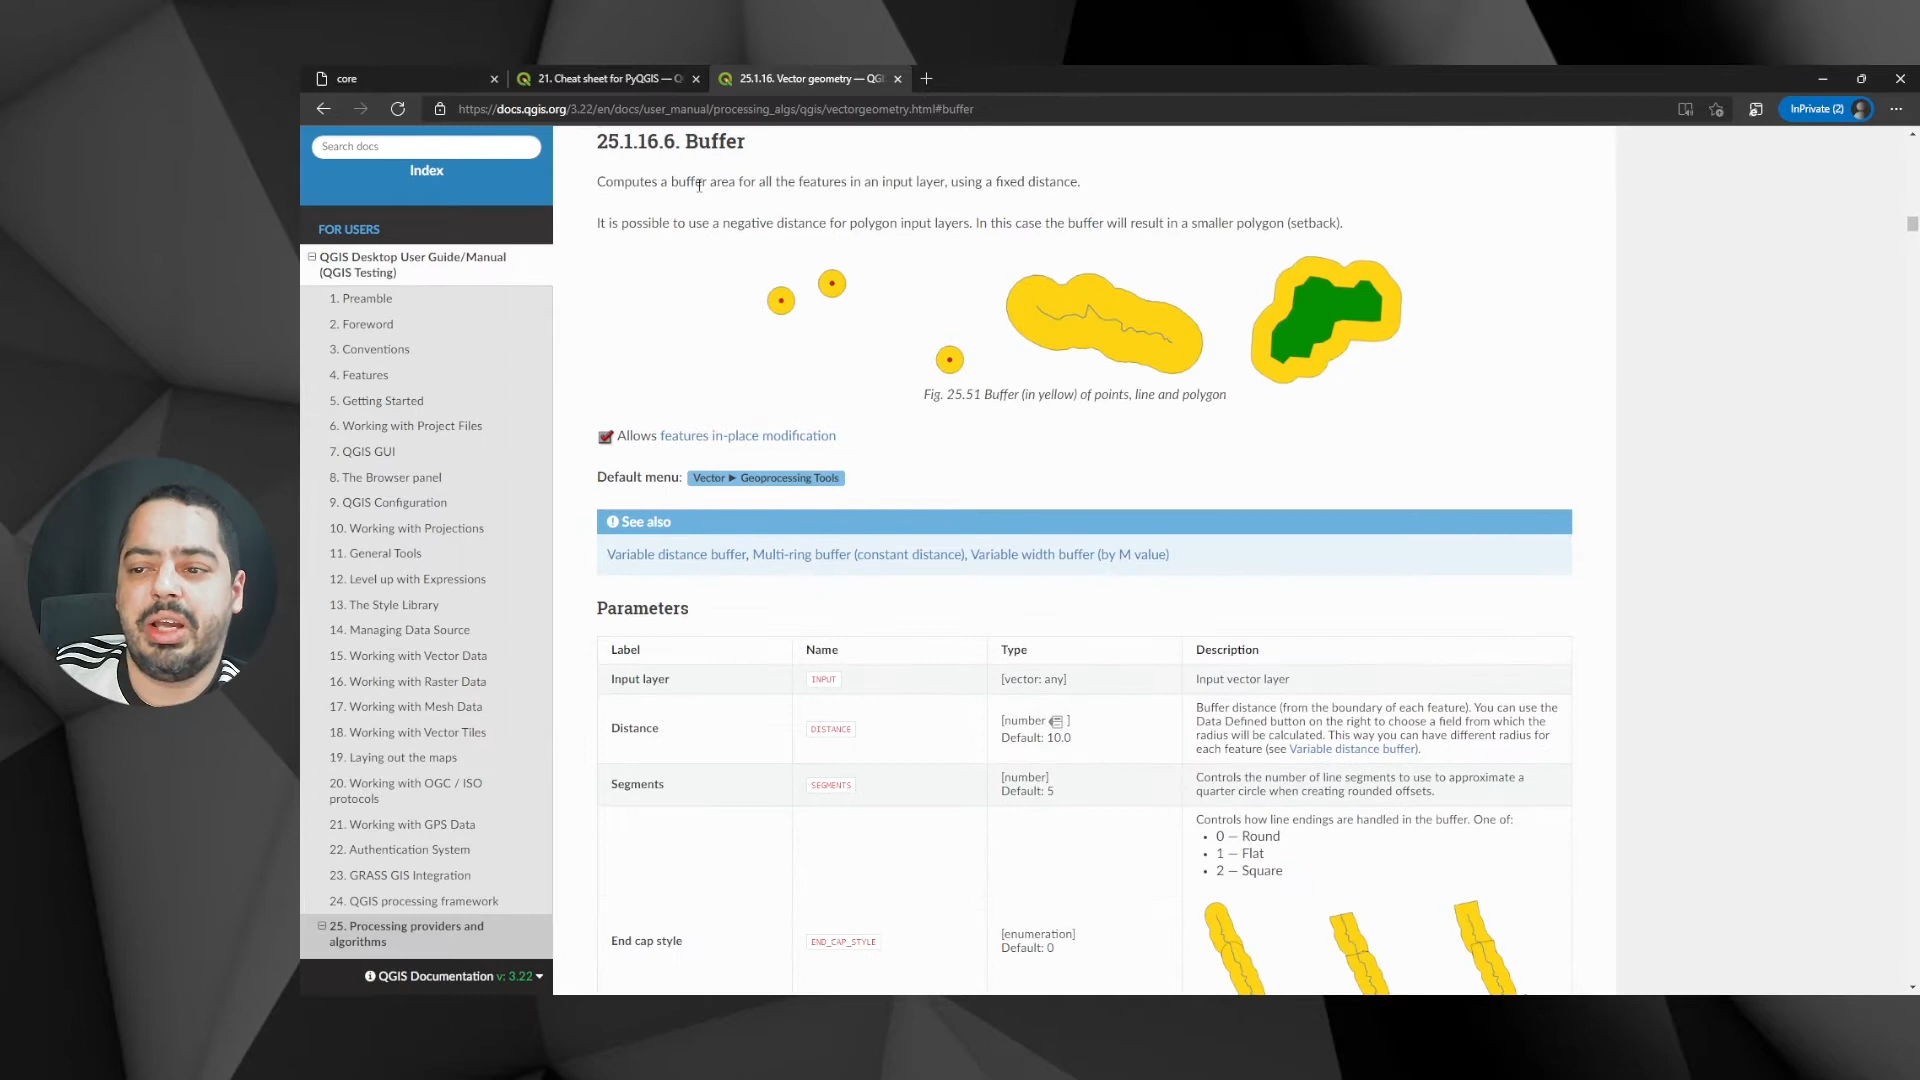 core
21. Cheat sheet for PyQGIS — Q
25.1.16. Vector geometry — QGI
https://docs.qgis.org/3.22/en/docs/user_manual/processing_algs/qgis/vectorgeometry.html#buffer
InPrivate (2)
Search docs
Index
FOR USERS
QGIS Desktop User Guide/Manual
(QGIS Testing)
1. Preamble
2. Foreword
3. Conventions
4. Features
5. Getting Started
6. Working with Project Files
7. QGIS GUI
8. The Browser panel
9. QGIS Configuration
10. Working with Projections
11. General Tools
12. Level up with Expressions
13. The Style Library
14. Managing Data Source
15. Working with Vector Data
16. Working with Raster Data
17. Working with Mesh Data
18. Working with Vector Tiles
19. Laying out the maps
20. Working with OGC / ISO
protocols
21. Working with GPS Data
22. Authentication System
23. GRASS GIS Integration
24. QGIS processing framework
25. Processing providers and
algorithms
QGIS Documentation v: 3.22
25.1.16.6. Buffer
Computes a buffer area for all the features in an input layer, using a fixed distance.
It is possible to use a negative distance for polygon input layers. In this case the buffer will result in a smaller polygon (setback).
Fig. 25.51 Buffer (in yellow) of points, line and polygon
Allows features in-place modification
Default menu: Vector ► Geoprocessing Tools
See also
Variable distance buffer, Multi-ring buffer (constant distance), Variable width buffer (by M value)
Parameters
Label Name Type Description
Input layer INPUT [vector: any] Input vector layer
Distance DISTANCE [number ]
Default: 10.0
Buffer distance (from the boundary of each feature). You can use the
Data Defined button on the right to choose a field from which the
radius will be calculated. This way you can have different radius for
each feature (see Variable distance buffer).
Segments SEGMENTS [number]
Default: 5
Controls the number of line segments to use to approximate a
quarter circle when creating rounded offsets.
End cap style END_CAP_STYLE [enumeration]
Default: 0
Controls how line endings are handled in the buffer. One of:
• 0 — Round
• 1 — Flat
• 2 — Square